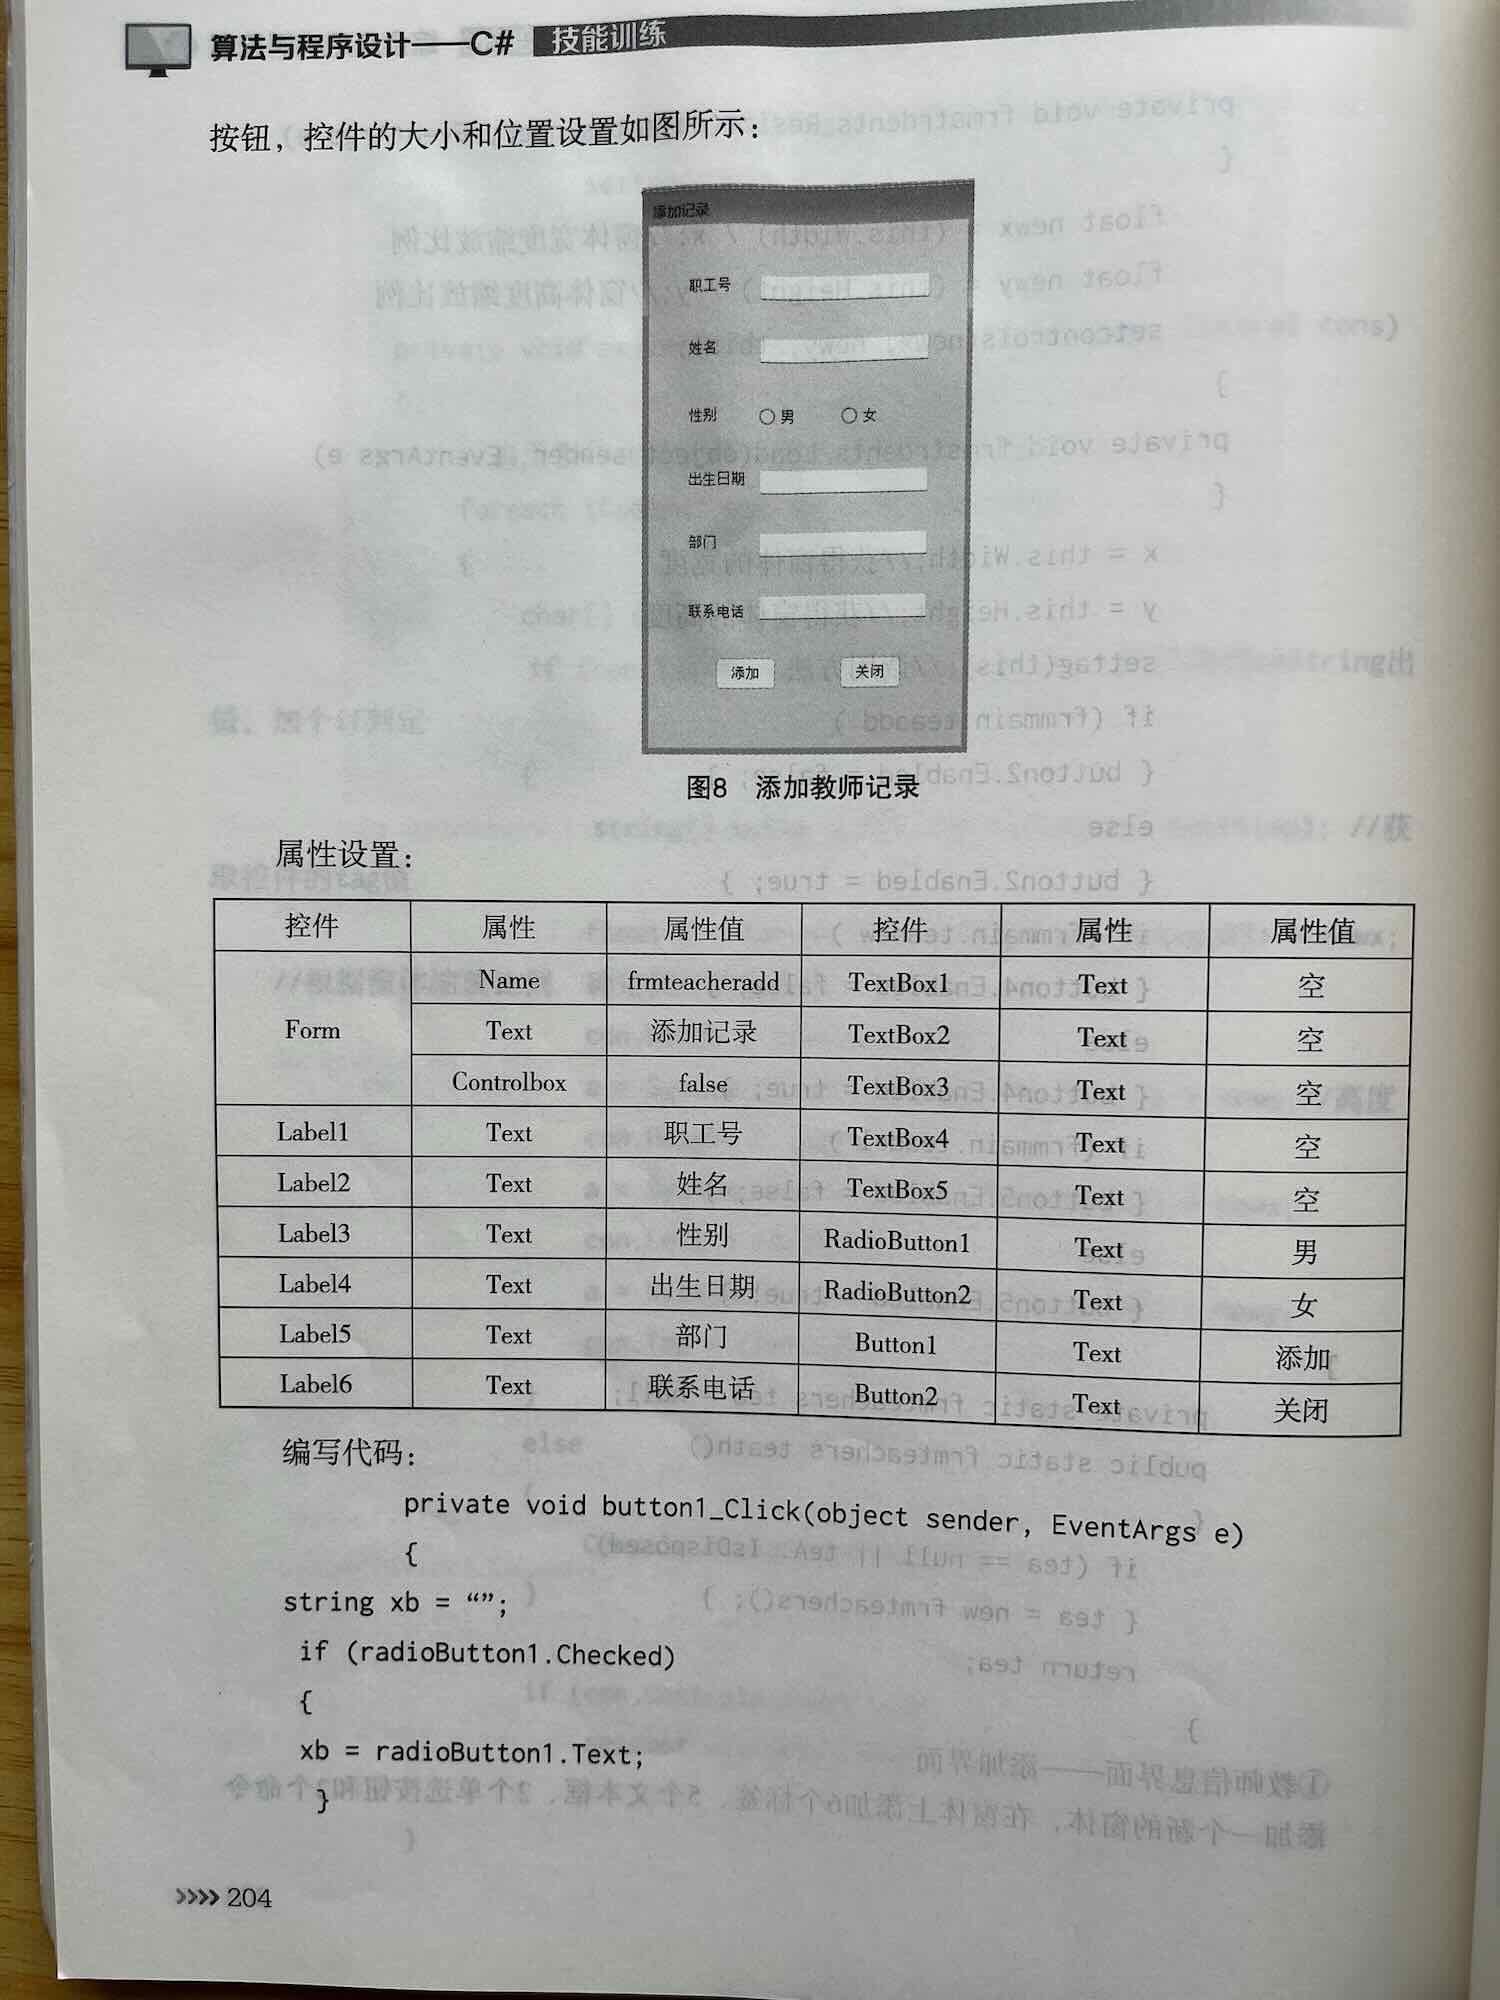 算法与程序设计——C# 技能训练
按钮，控件的大小和位置设置如图所示：
添加记录
职工号
姓名
性别 男 女
出生日期
部门
联系电话
添加 关闭
图8 添加教师记录
属性设置：
控件 属性 属性值 控件 属性 属性值
Form Name frmteacheradd TextBox1 Text 空
Text 添加记录 TextBox2 Text 空
Controlbox false TextBox3 Text 空
Label1 Text 职工号 TextBox4 Text 空
Label2 Text 姓名 TextBox5 Text 空
Label3 Text 性别 RadioButton1 Text 男
Label4 Text 出生日期 RadioButton2 Text 女
Label5 Text 部门 Button1 Text 添加
Label6 Text 联系电话 Button2 Text 关闭
编写代码：
private void button1_Click(object sender, EventArgs e)
{
string xb = “”;
if (radioButton1.Checked)
{
xb = radioButton1.Text;
}
>>>> 204